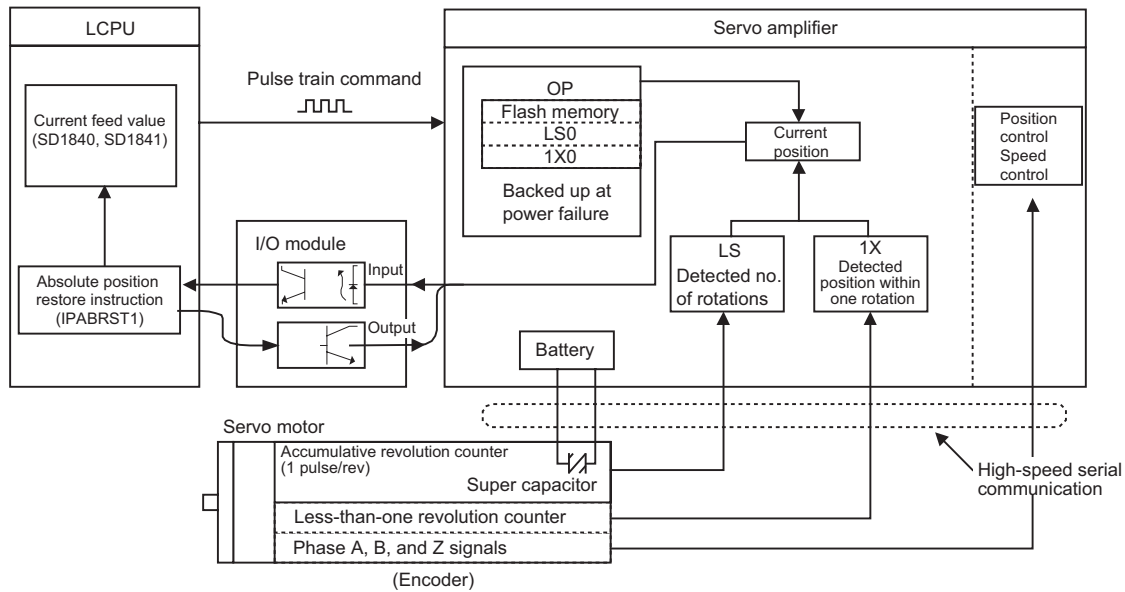 LCPU
Current feed value
(SD1840, SD1841)
Absolute position
restore instruction
(IPABRST1)
Pulse train command
I/O module
Input
Output
Servo amplifier
OP
Flash memory
LS0
1X0
Backed up at
power failure
Current
position
LS
Detected no.
of rotations
1X
Detected
position within
one rotation
Position
control
Speed
control
Battery
Servo motor
Accumulative revolution counter
(1 pulse/rev)
Super capacitor
Less-than-one revolution counter
Phase A, B, and Z signals
(Encoder)
High-speed serial
communication